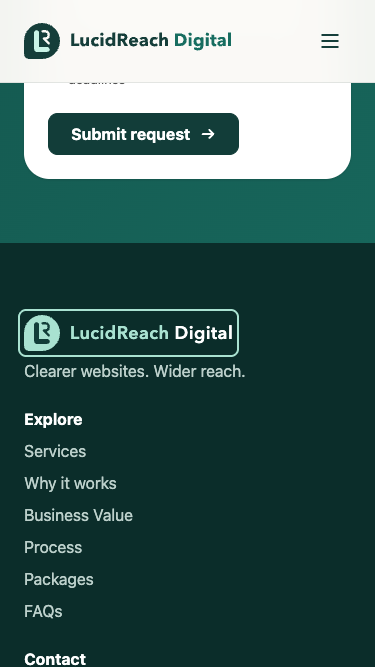 LucidReach Digital
deadlines
Submit request →
LucidReach Digital
Clearer websites. Wider reach.
Explore
Services
Why it works
Business Value
Process
Packages
FAQs
Contact